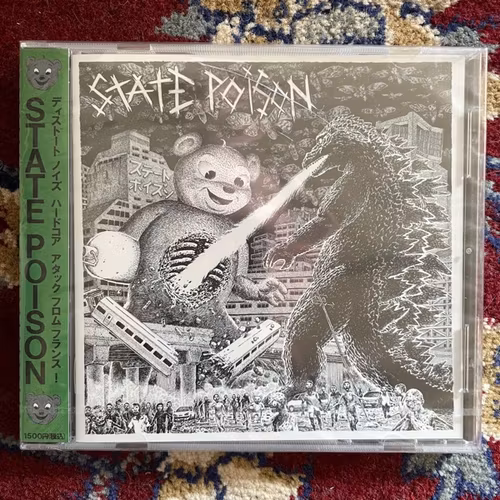 STATE POISON
ステート
ポイズン
STATE POISON
ディストート ノイズ ハードコア アタック フロム フランス!
1500円(税込)